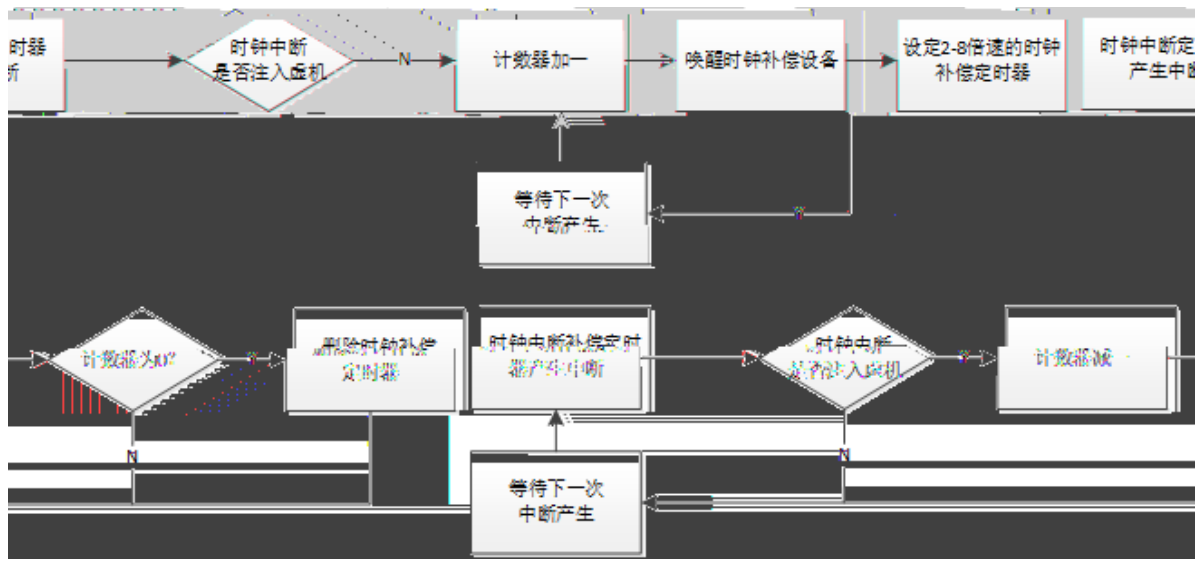 时器
断
时钟中断
是否注入虚机
N
计数器加一
唤醒时钟补偿设备
设定2-8倍速的时钟
补偿定时器
时钟中断定
产生中断
等待下一次
中断产生
Y
计数器为0?
Y
删除时钟补偿
定时器
时钟中断补偿定时
器产生中断
时钟中断
是否注入虚机
Y
计数器减一
N
N
等待下一次
中断产生